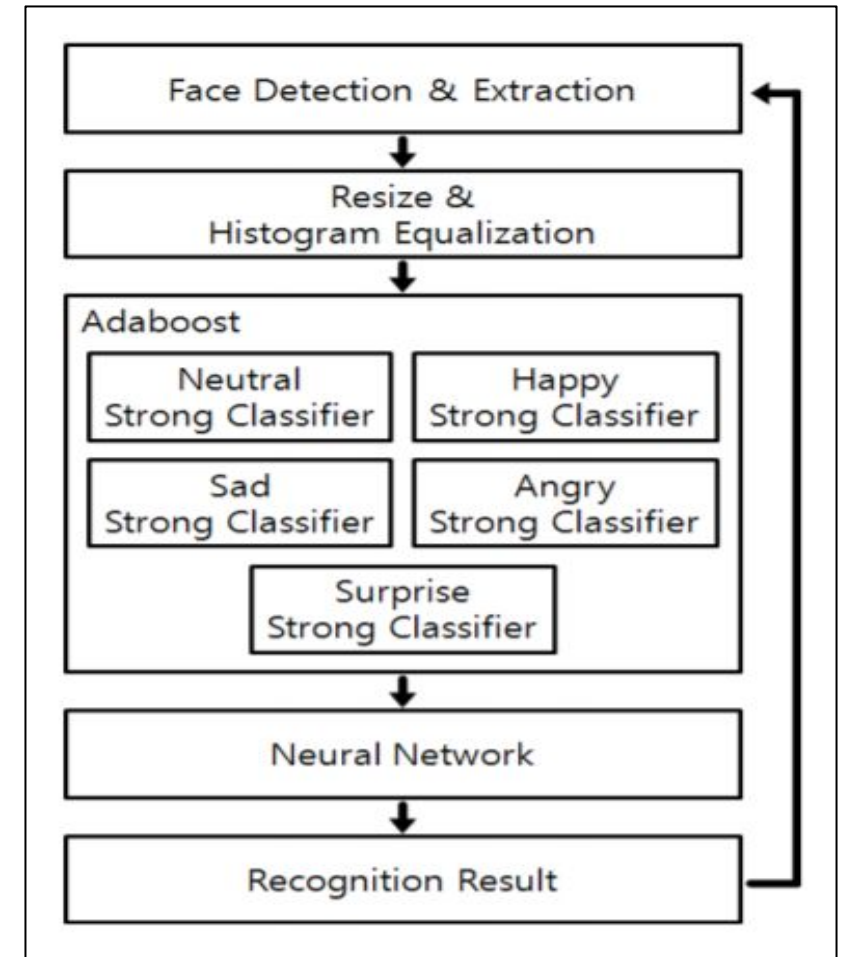 Face Detection & Extraction
Resize &
Histogram Equalization
Adaboost
Neutral
Strong Classifier
Happy
Strong Classifier
Sad
Strong Classifier
Angry
Strong Classifier
Surprise
Strong Classifier
Neural Network
Recognition Result